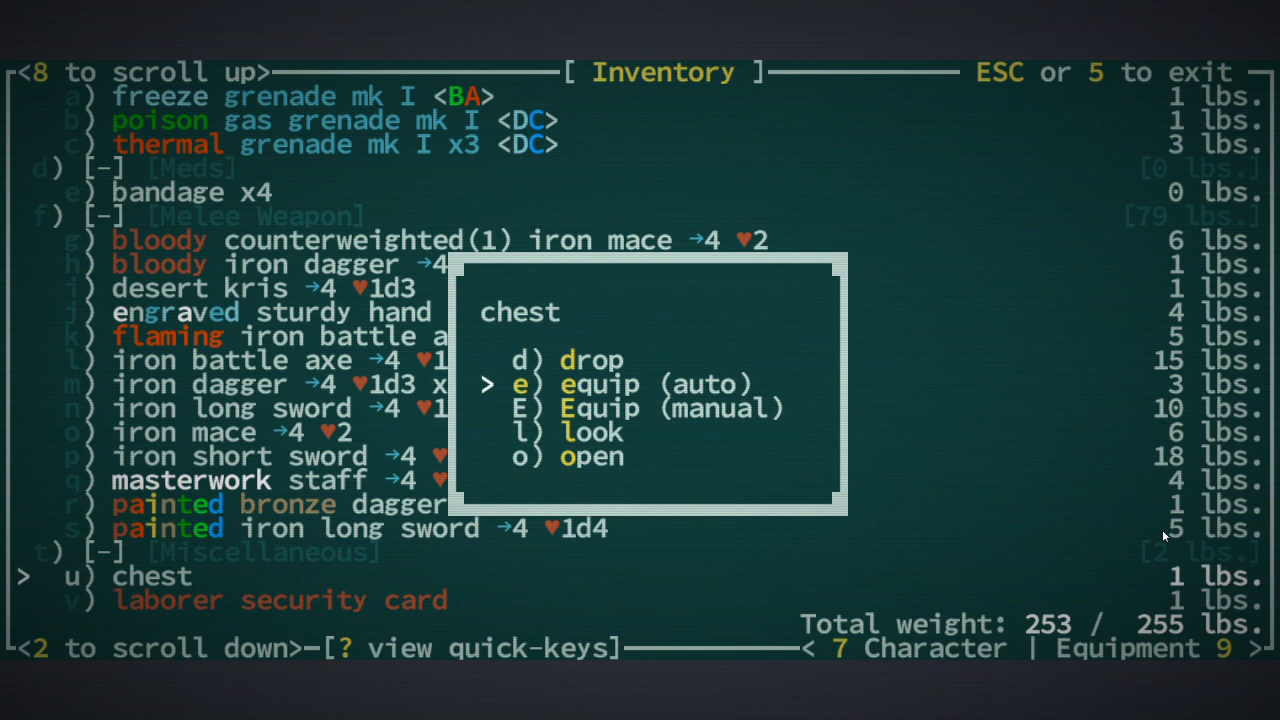 <8 to scroll up> [ Inventory ] ESC or 5 to exit
a) freeze grenade mk I <BA> 1 lbs.
b) poison gas grenade mk I <DC> 1 lbs.
c) thermal grenade mk I x3 <DC> 3 lbs.
d) [-] [Meds] [0 lbs.]
e) bandage x4 0 lbs.
f) [-] [Melee Weapon] [79 lbs.]
g) bloody counterweighted(1) iron mace →4 ♥2 6 lbs.
h) bloody iron dagger →4 1 lbs.
i) desert kris →4 ♥1d3 1 lbs.
j) engraved sturdy hand 4 lbs.
k) flaming iron battle a 5 lbs.
l) iron battle axe →4 ♥1 15 lbs.
m) iron dagger →4 ♥1d3 x 3 lbs.
n) iron long sword →4 ♥1 10 lbs.
o) iron mace →4 ♥2 6 lbs.
p) iron short sword →4 ♥ 18 lbs.
q) masterwork staff →4 ♥ 4 lbs.
r) painted bronze dagger 1 lbs.
s) painted iron long sword →4 ♥1d4 5 lbs.
t) [-] [Miscellaneous] [2 lbs.]
> u) chest 1 lbs.
v) laborer security card 1 lbs.
Total weight: 253 / 255 lbs.
<2 to scroll down> [? view quick-keys] < 7 Character | Equipment 9 >
chest
d) drop
> e) equip (auto)
E) Equip (manual)
l) look
o) open